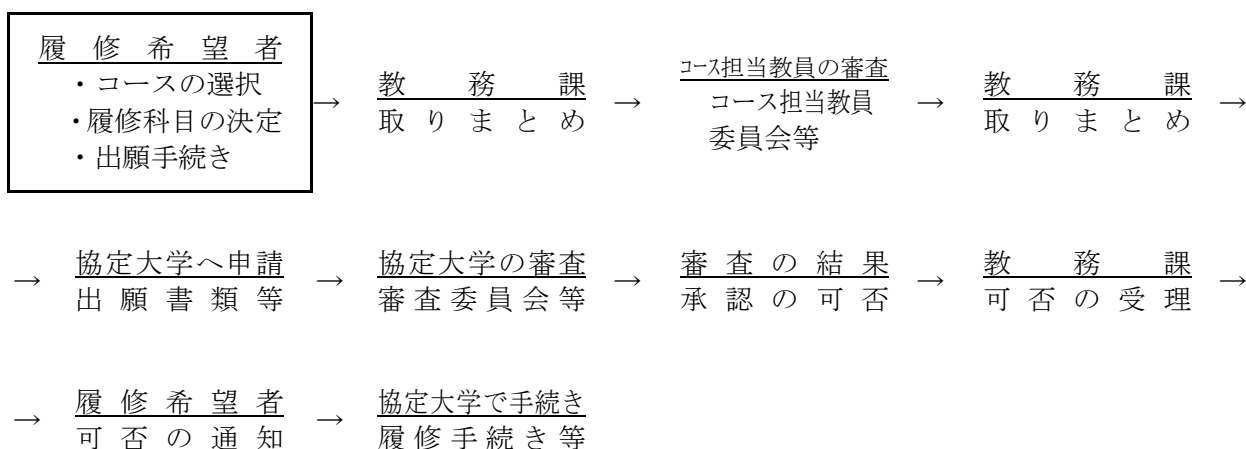 履修希望者
・コースの選択
・履修科目の決定
・出願手続き
→
教務課
取りまとめ
→
コース担当教員の審査
コース担当教員
委員会等
→
教務課
取りまとめ
→
→
協定大学へ申請
出願書類等
→
協定大学の審査
審査委員会等
→
審査の結果
承認の可否
→
教務課
可否の受理
→
→
履修希望者
可否の通知
→
協定大学で手続き
履修手続き等